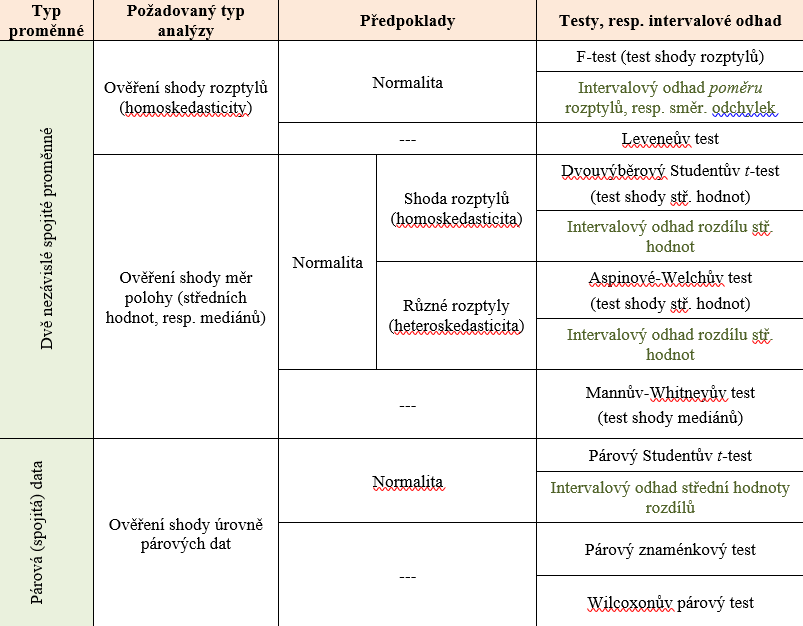 Typ
proměnné
Požadovaný typ
analýzy
Předpoklady
Testy, resp. intervalové odhad
Dvě nezávislé spojité proměnné
Ověření shody rozptylů
(homoskedasticity)
Normalita
F-test (test shody rozptylů)
Intervalový odhad poměru
rozptylů, resp. směr. odchylek
---
Leveneův test
Ověření shody měr
polohy (středních
hodnot, resp. mediánů)
Normalita
Shoda rozptylů
(homoskedasticita)
Dvouvýběrový Studentův t-test
(test shody stř. hodnot)
Intervalový odhad rozdílu stř.
hodnot
Různé rozptyly
(heteroskedasticita)
Aspinové-Welchův test
(test shody stř. hodnot)
Intervalový odhad rozdílu stř.
hodnot
---
Mannův-Whitneyův test
(test shody mediánů)
Párová (spojitá) data
Ověření shody úrovně
párových dat
Normalita
Párový Studentův t-test
Intervalový odhad střední hodnoty
rozdílů
---
Párový znaménkový test
Wilcoxonův párový test